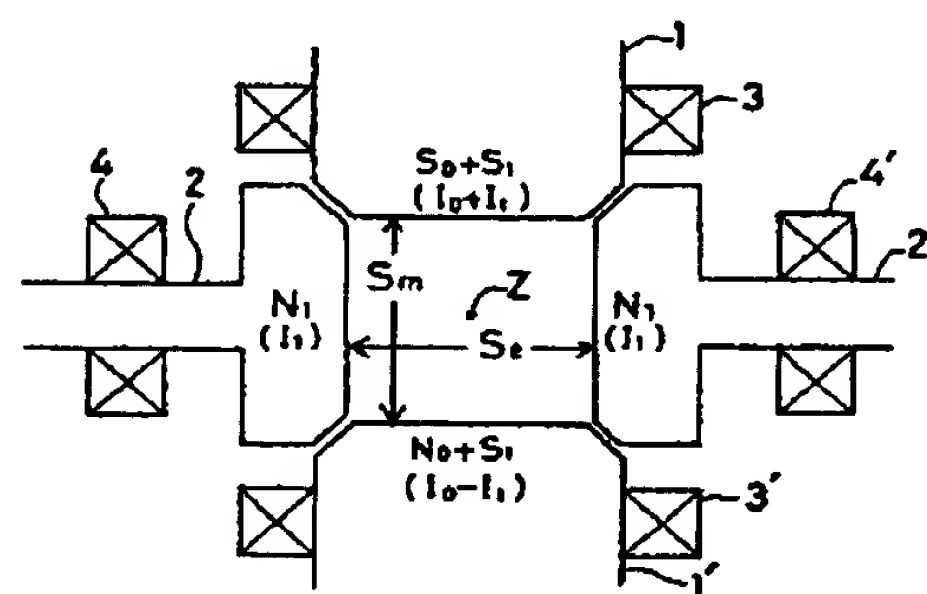 1
3
S₀+S₁
(I₀+I₁)
4
2
4′
2
Sm
Z
N₁
(I₁)
N₁
(I₁)
Se
N₀+S₁
(I₀−I₁)
3′
1′